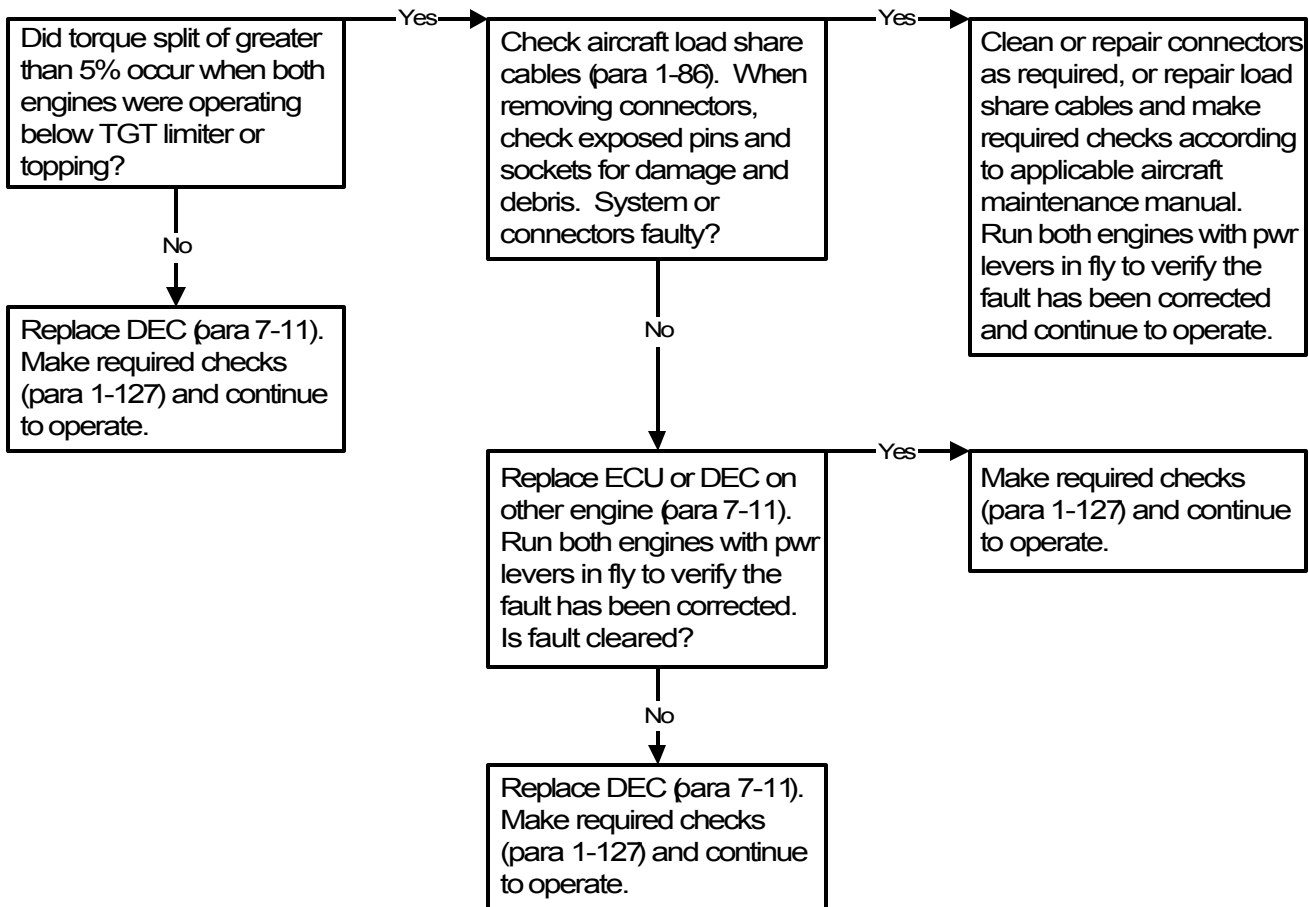 Did torque split of greater
than 5% occur when both
engines were operating
below TGT limiter or
topping?
Yes
Check aircraft load share
cables (para 1-86). When
removing connectors,
check exposed pins and
sockets for damage and
debris. System or
connectors faulty?
Yes
Clean or repair connectors
as required, or repair load
share cables and make
required checks according
to applicable aircraft
maintenance manual.
Run both engines with pwr
levers in fly to verify the
fault has been corrected
and continue to operate.
No
Replace DEC (para 7-11).
Make required checks
(para 1-127) and continue
to operate.
No
Replace ECU or DEC on
other engine (para 7-11).
Run both engines with pwr
levers in fly to verify the
fault has been corrected.
Is fault cleared?
Yes
Make required checks
(para 1-127) and continue
to operate.
No
Replace DEC (para 7-11).
Make required checks
(para 1-127) and continue
to operate.